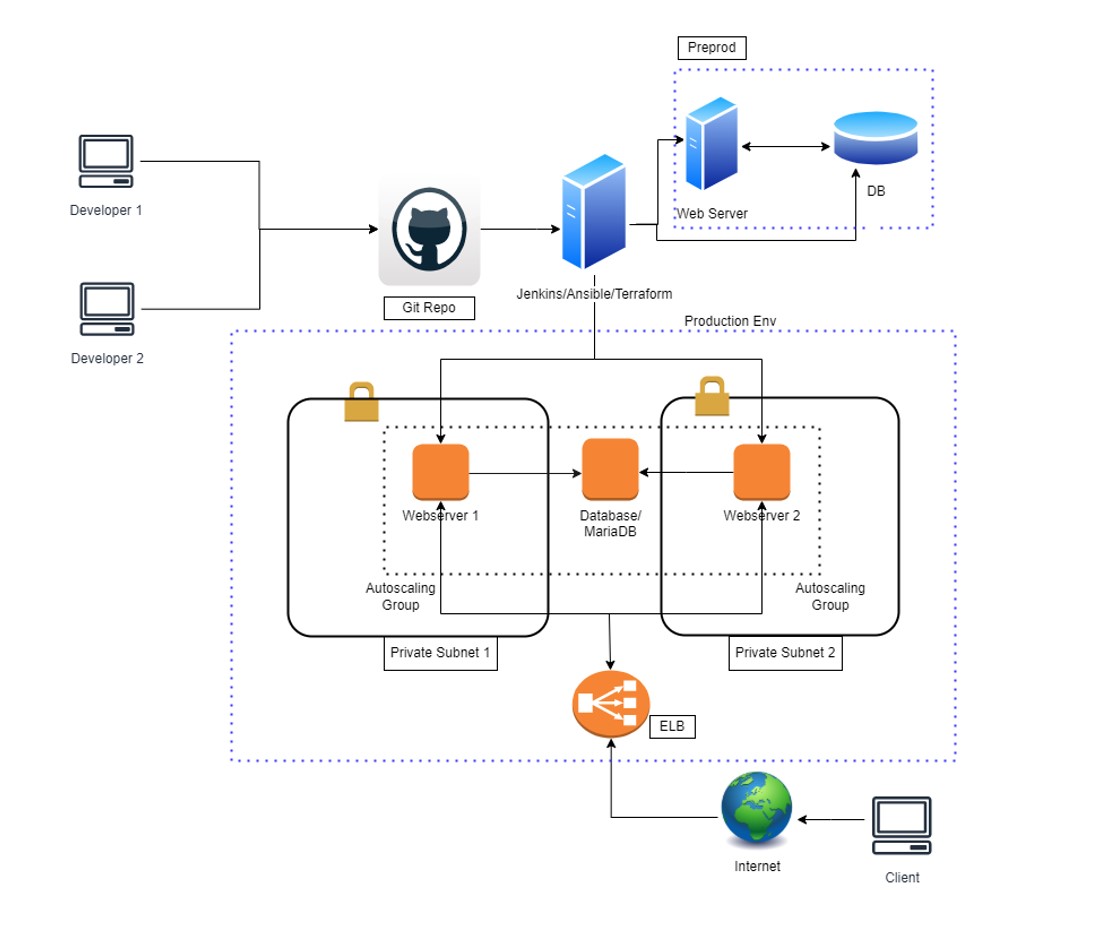 Preprod
Developer 1
DB
Web Server
Jenkins/Ansible/Terraform
Git Repo
Production Env
Developer 2
Webserver 1
Database/
MariaDB
Webserver 2
Autoscaling
Group
Autoscaling
Group
Private Subnet 1
Private Subnet 2
ELB
Internet
Client